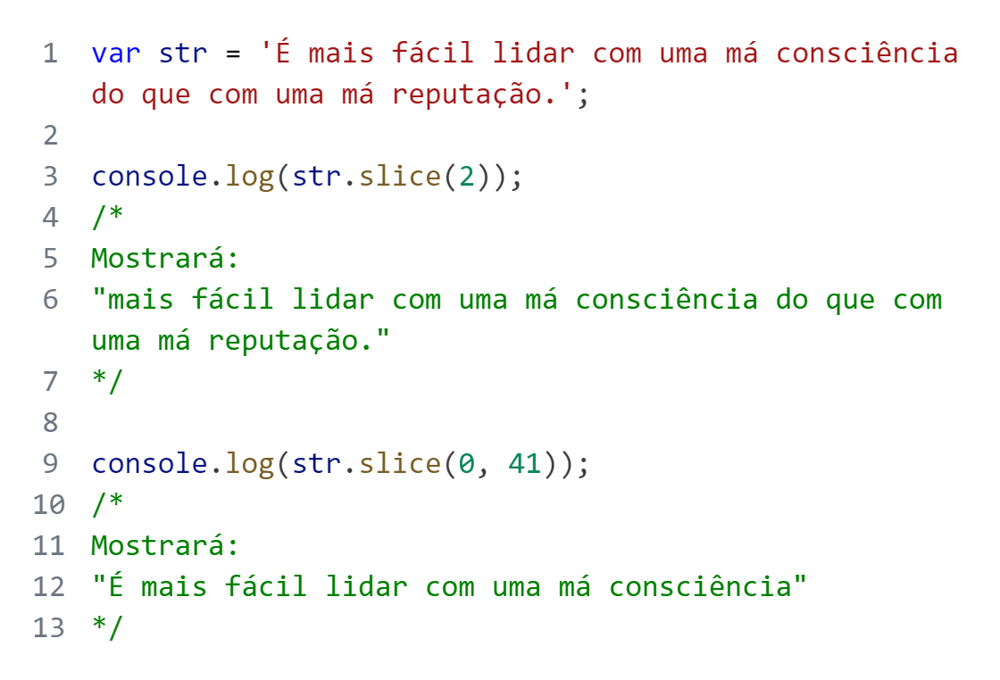 1 var str = 'É mais fácil lidar com uma má consciência
do que com uma má reputação.';
2
3 console.log(str.slice(2));
4 /*
5 Mostrará:
6 "mais fácil lidar com uma má consciência do que com
uma má reputação."
7 */
8
9 console.log(str.slice(0, 41));
10 /*
11 Mostrará:
12 "É mais fácil lidar com uma má consciência"
13 */